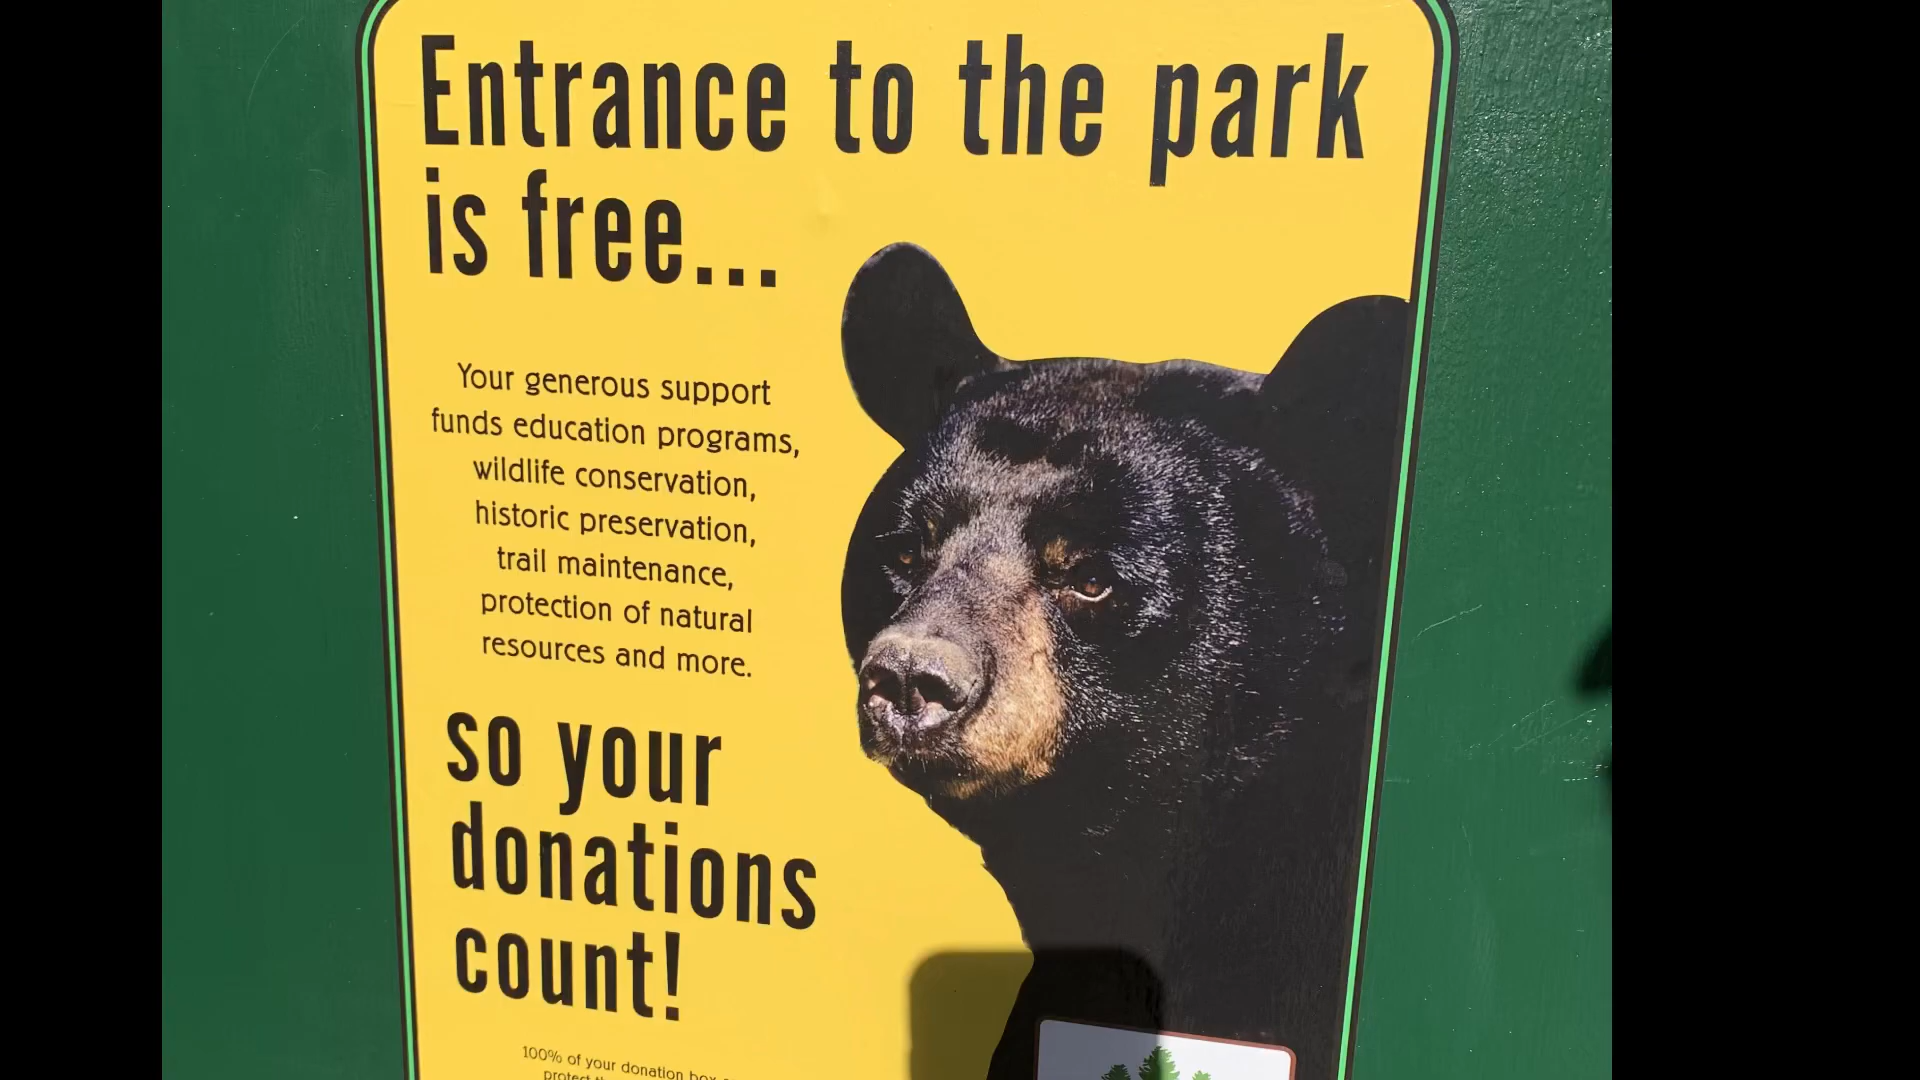 Entrance to the park
is free...
Your generous support
funds education programs,
wildlife conservation,
historic preservation,
trail maintenance,
protection of natural
resources and more.
so your
donations
count!
100% of your donation box
protect